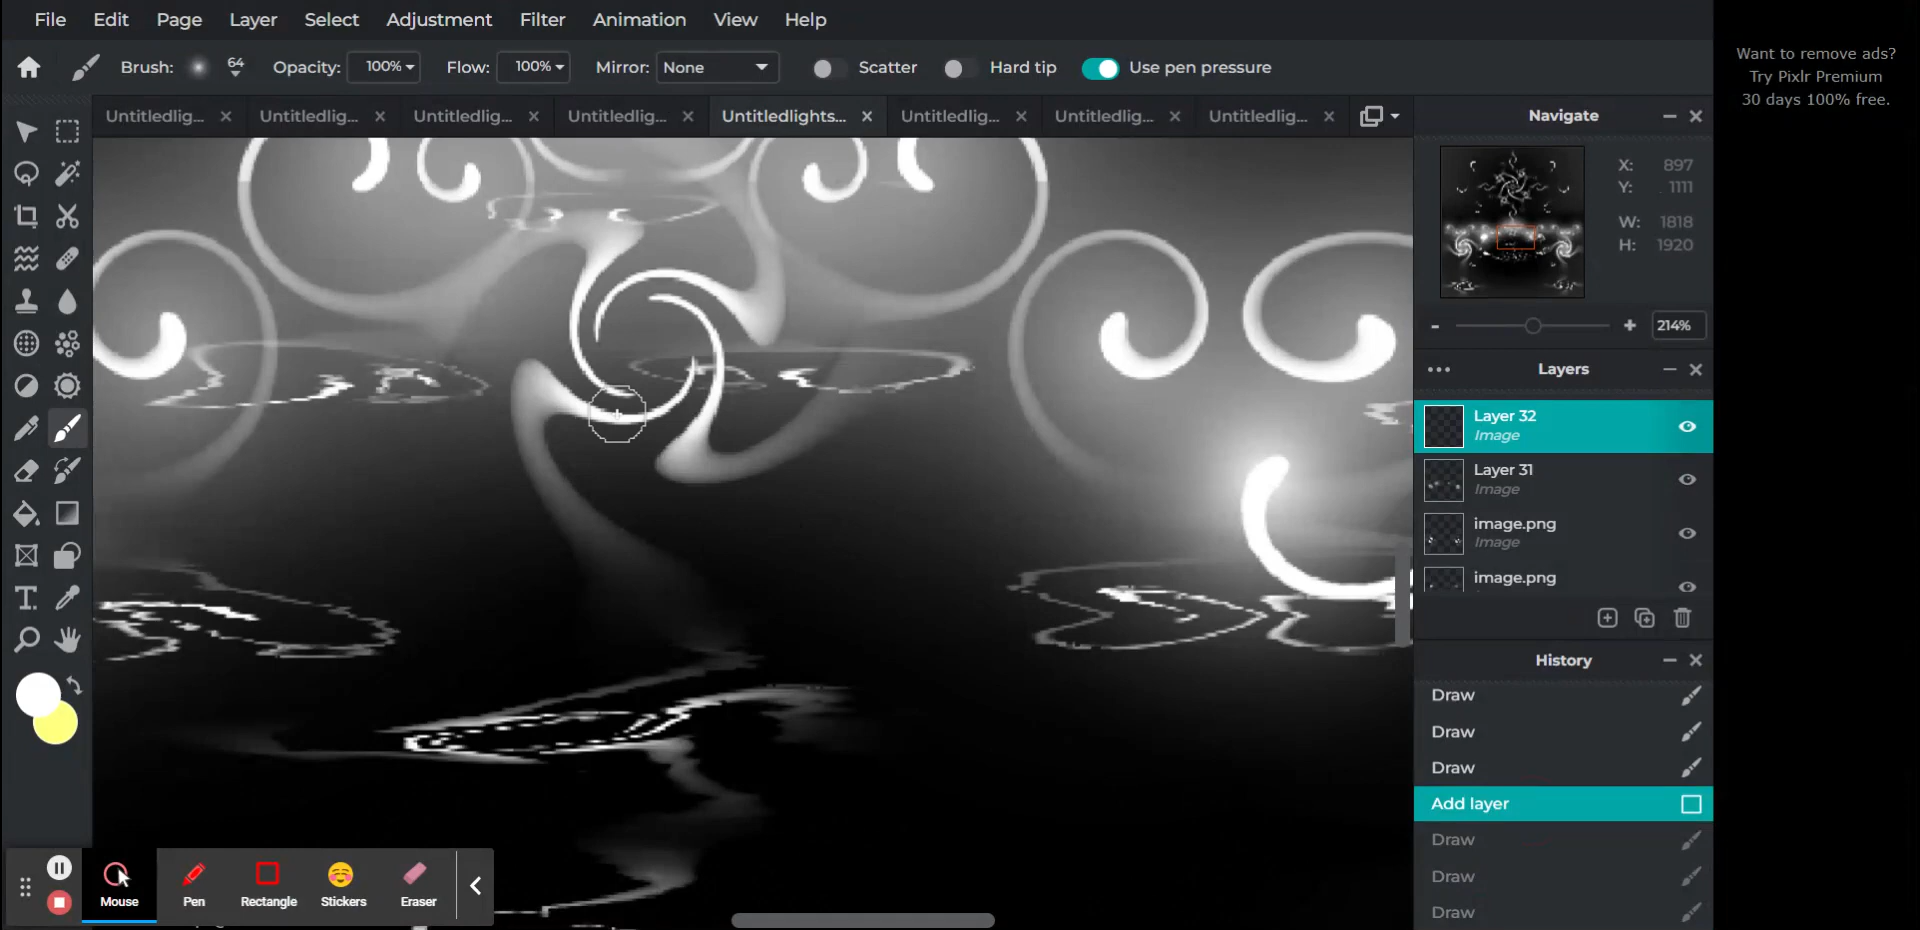 File Edit Page Layer Select Adjustment Filter Animation View Help
Brush: 64 Opacity: 100% Flow: 100% Mirror: None Scatter Hard tip Use pen pressure
Want to remove ads?
Try Pixlr Premium
30 days 100% free.
Untitledlig... Untitledlig... Untitledlig... Untitledlig... Untitledlights... Untitledlig... Untitledlig... Untitledlig...
Navigate
X: 897
Y: 1111
W: 1818
H: 1920
- + 214%
Layers
Layer 32
Image
Layer 31
Image
image.png
Image
image.png
History
Draw
Draw
Draw
Add layer
Draw
Draw
Draw
Mouse Pen Rectangle Stickers Eraser